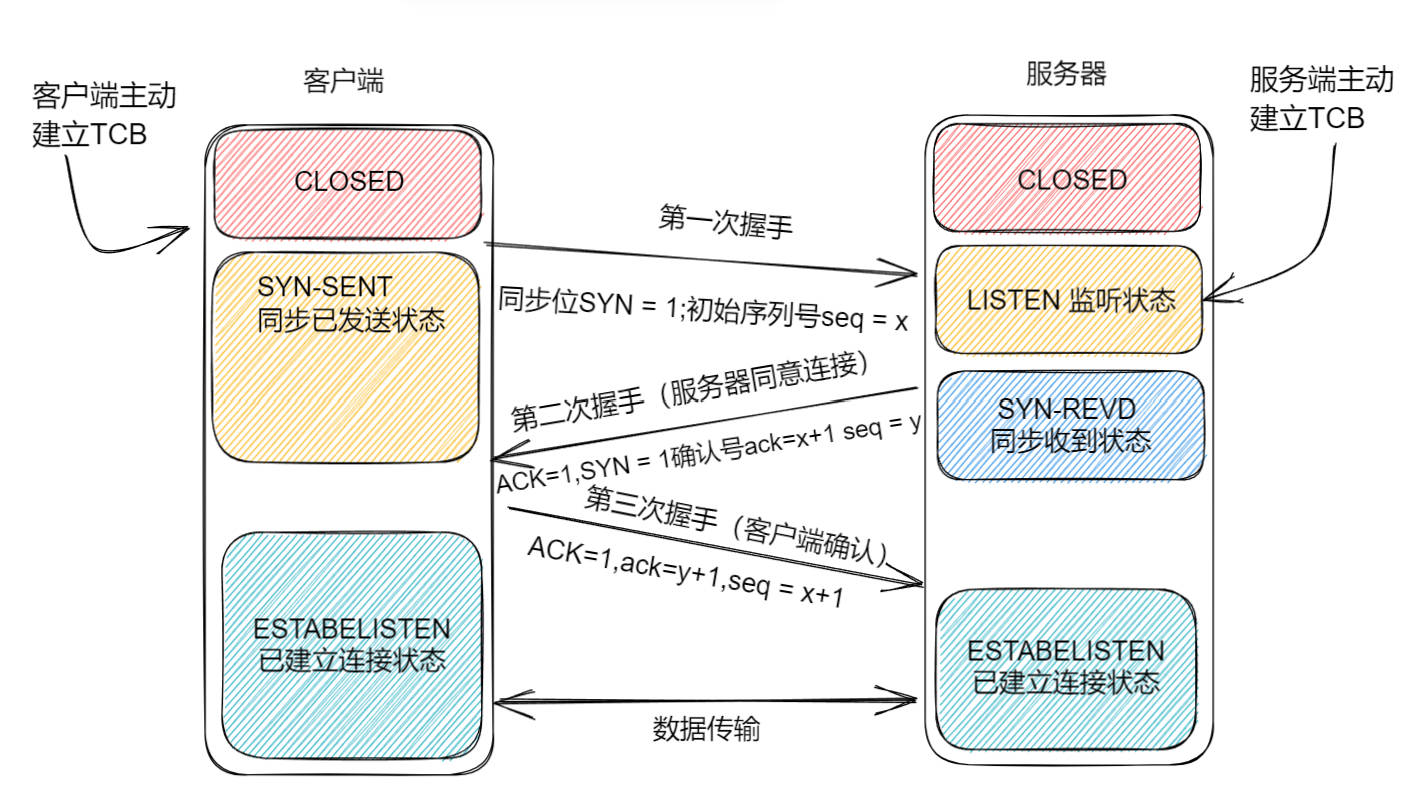 客户端
服务器
客户端主动
建立TCB
服务端主动
建立TCB
CLOSED
CLOSED
第一次握手
SYN-SENT
同步已发送状态
同步位SYN = 1;初始序列号seq = x
LISTEN 监听状态
第二次握手（服务器同意连接）
ACK=1,SYN = 1确认号ack=x+1 seq = y
SYN-REVD
同步收到状态
第三次握手（客户端确认）
ACK=1,ack=y+1,seq = x+1
ESTABELISTEN
已建立连接状态
ESTABELISTEN
已建立连接状态
数据传输